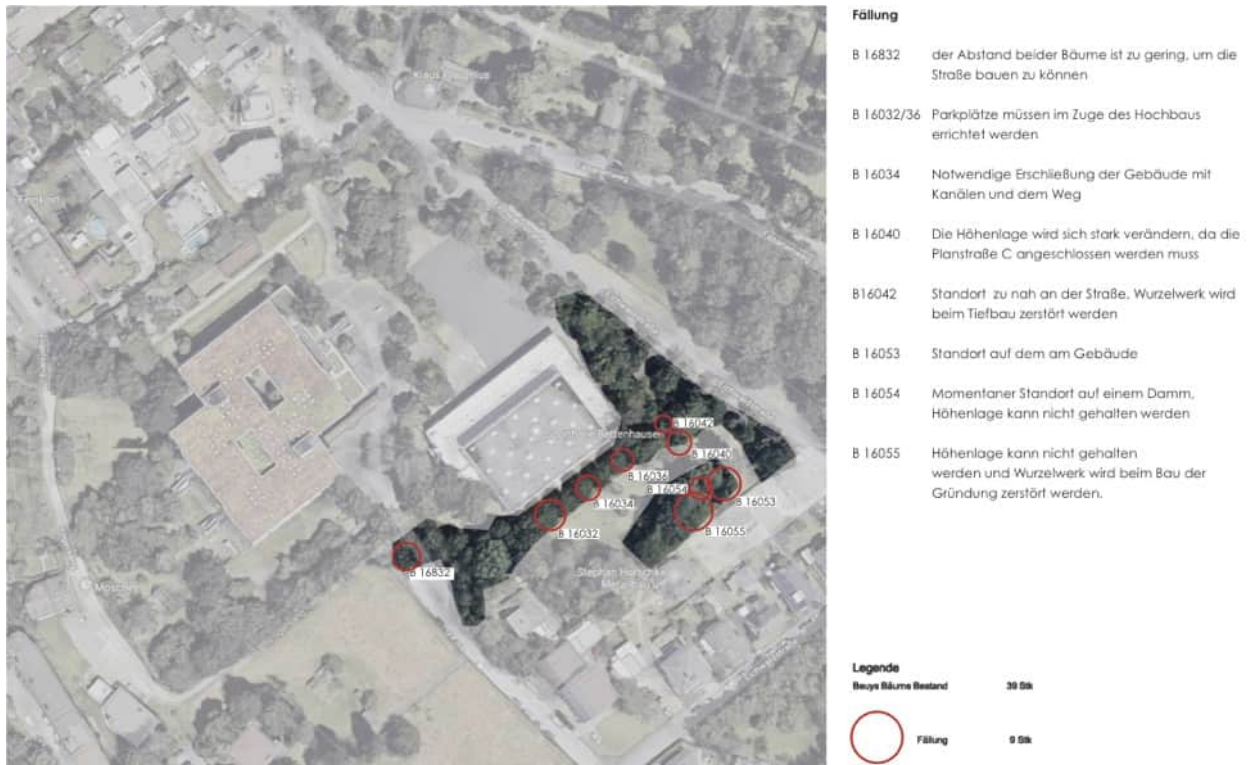 Fällung
B 16832 der Abstand beider Bäume ist zu gering, um die
Straße bauen zu können
B 16032/36 Parkplätze müssen im Zuge des Hochbaus
errichtet werden
B 16034 Notwendige Erschließung der Gebäude mit
Kanälen und dem Weg
B 16040 Die Höhenlage wird sich stark verändern, da die
Planstraße C angeschlossen werden muss
B16042 Standort zu nah an der Straße, Wurzelwerk wird
beim Tiefbau zerstört werden
B 16053 Standort auf dem am Gebäude
B 16054 Momentaner Standort auf einem Damm,
Höhenlage kann nicht gehalten werden
B 16055 Höhenlage kann nicht gehalten
werden und Wurzelwerk wird beim Bau der
Gründung zerstört werden.
Legende
Beuys Bäume Bestand 39 Stk
Fällung 9 Stk
Klaus
Bettenhausen
B 16042
B 16040
B 16036
B 16054
B 16034
B 16053
B 16032
B 16055
B 16832
Stephan